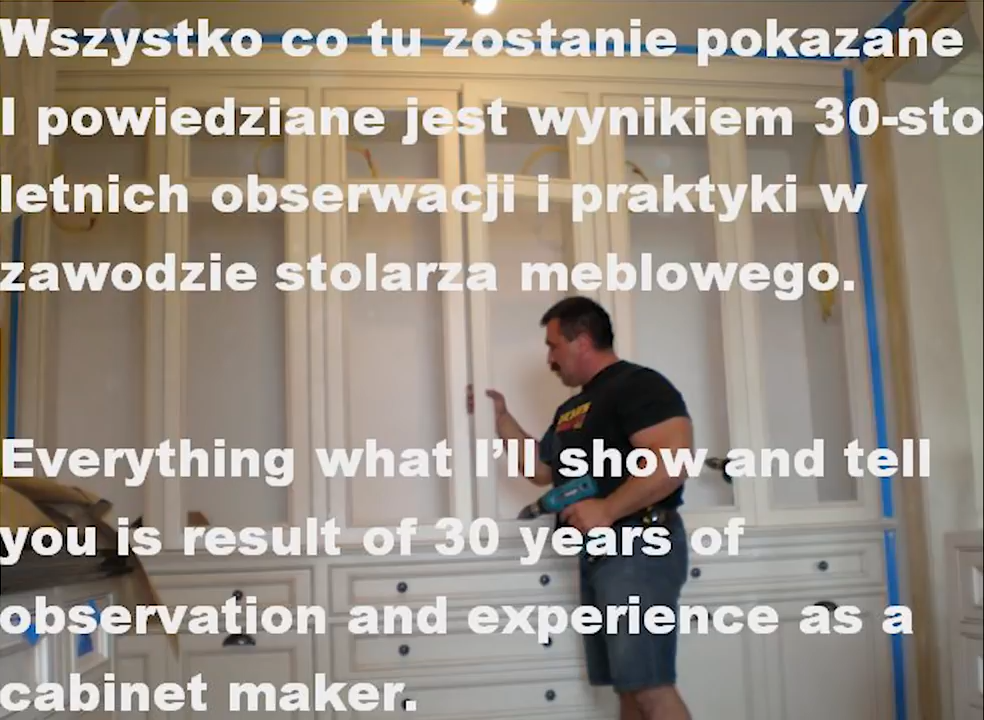 Wszystko co tu zostanie pokazane
I powiedziane jest wynikiem 30-sto
letnich obserwacji i praktyki w
zawodzie stolarza meblowego.
Everything what I’ll show and tell
you is result of 30 years of
observation and experience as a
cabinet maker.